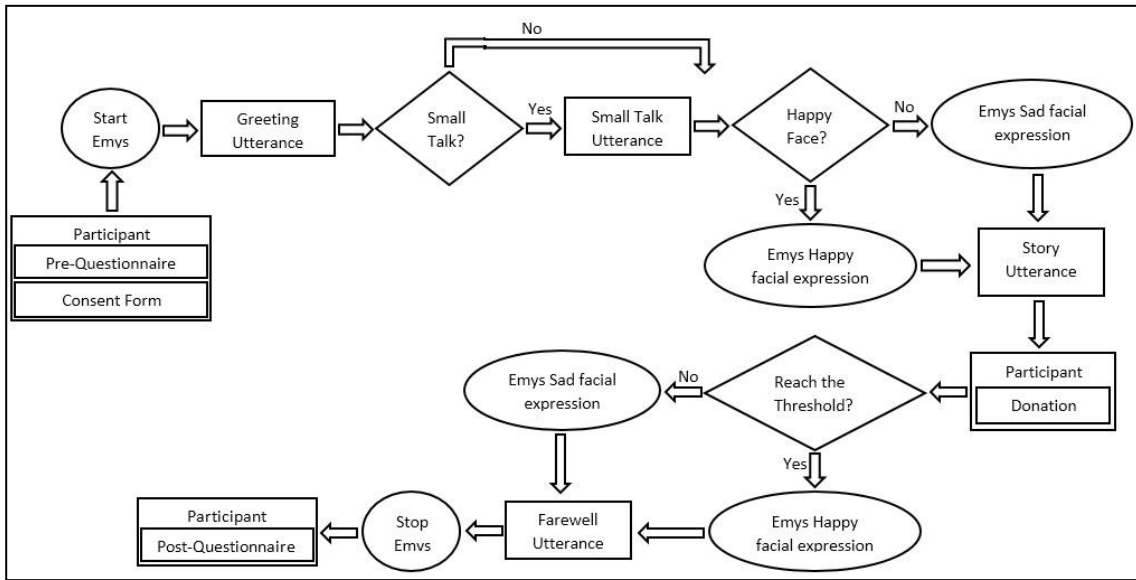 No
Start
Emys
Greeting
Utterance
Small
Talk?
Yes
Small Talk
Utterance
Happy
Face?
No
Emys Sad facial
expression
Yes
Participant
Pre-Questionnaire
Consent Form
Emys Happy
facial expression
Story
Utterance
Emys Sad facial
expression
No
Reach the
Threshold?
Participant
Donation
Yes
Participant
Post-Questionnaire
Stop
Emys
Farewell
Utterance
Emys Happy
facial expression